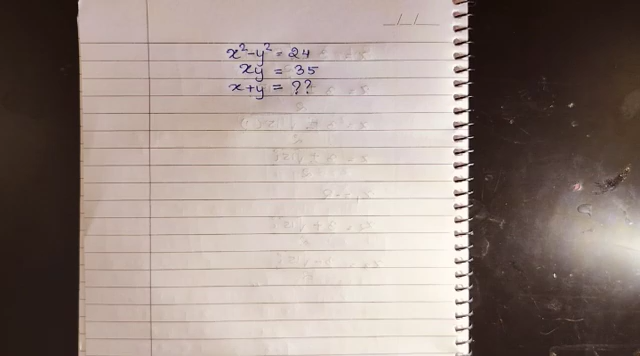 x²-y² = 24
xy = 35
x+y = ??